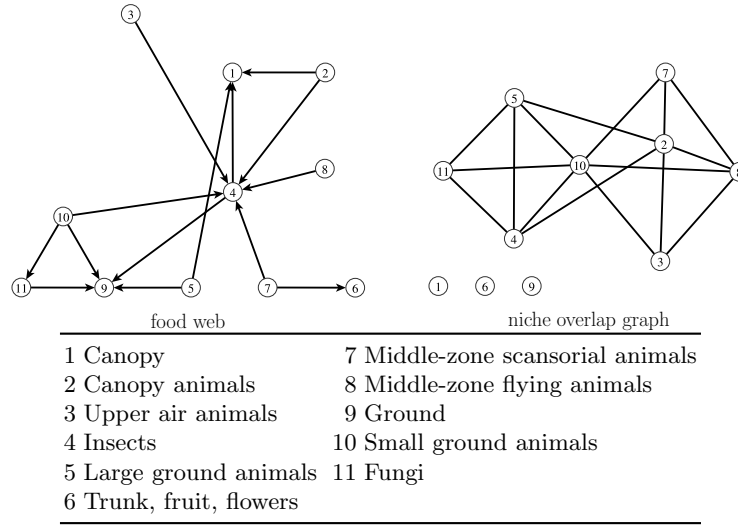 3
1
2
8
4
10
11
9
5
7
6
7
5
2
11
10
8
4
3
1 6 9
food web
niche overlap graph
1 Canopy
2 Canopy animals
3 Upper air animals
4 Insects
5 Large ground animals
6 Trunk, fruit, flowers
7 Middle-zone scansorial animals
8 Middle-zone flying animals
9 Ground
10 Small ground animals
11 Fungi